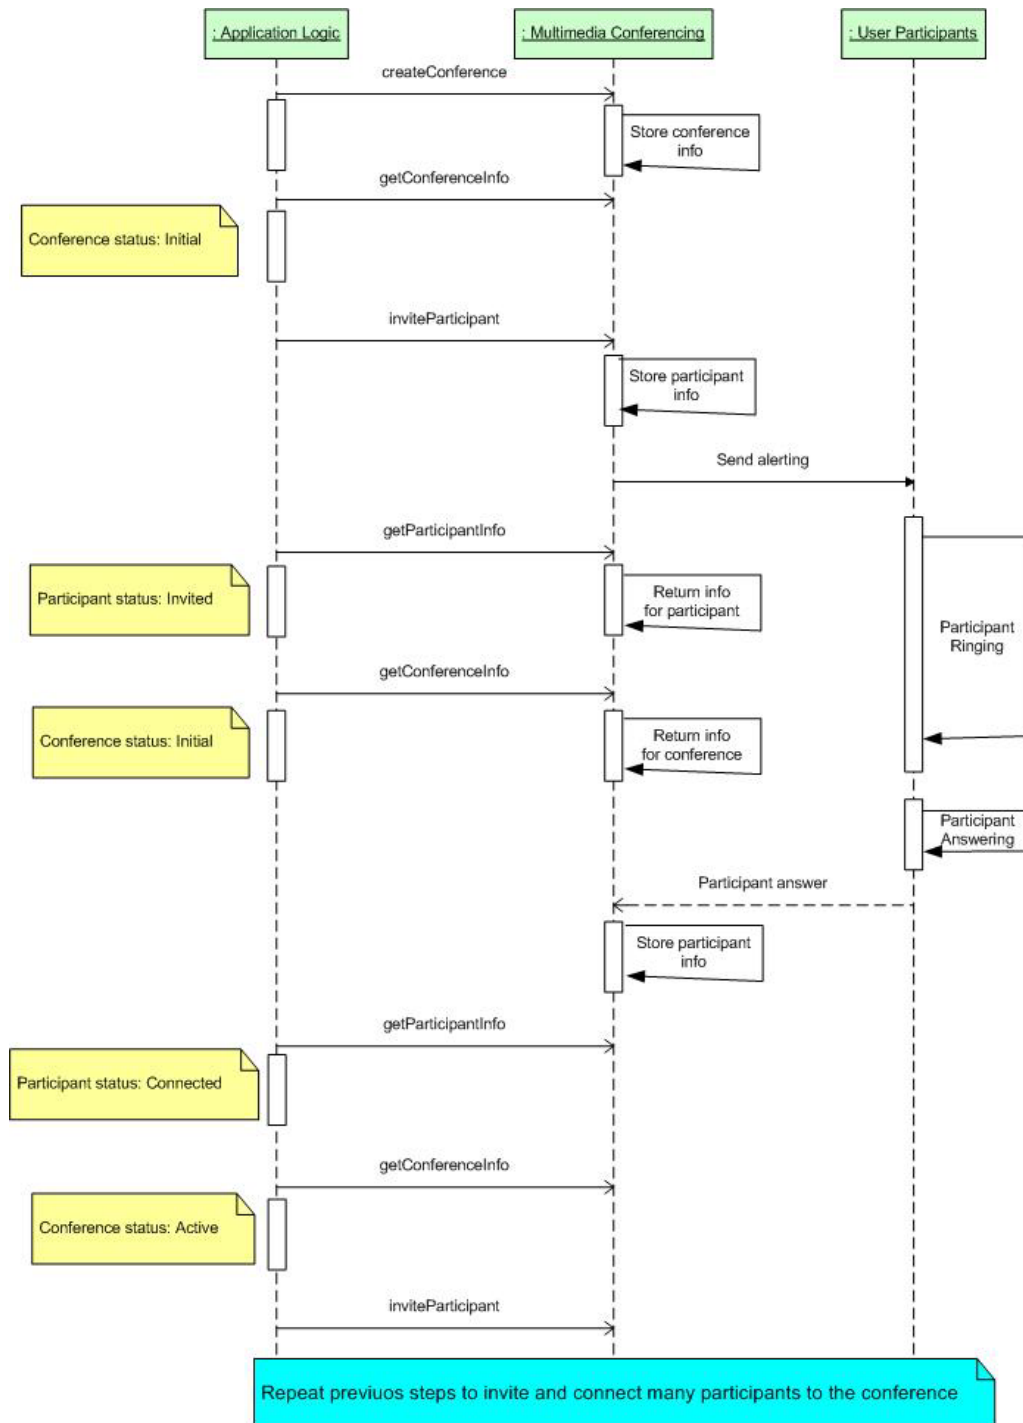 : Application Logic
: Multimedia Conferencing
: User Participants
createConference
Store conference
info
getConferenceInfo
Conference status: Initial
inviteParticipant
Store participant
info
Send alerting
getParticipantInfo
Participant status: Invited
Return info
for participant
Participant
Ringing
getConferenceInfo
Conference status: Initial
Return info
for conference
Participant
Answering
Participant answer
Store participant
info
getParticipantInfo
Participant status: Connected
getConferenceInfo
Conference status: Active
inviteParticipant
Repeat previuos steps to invite and connect many participants to the conference